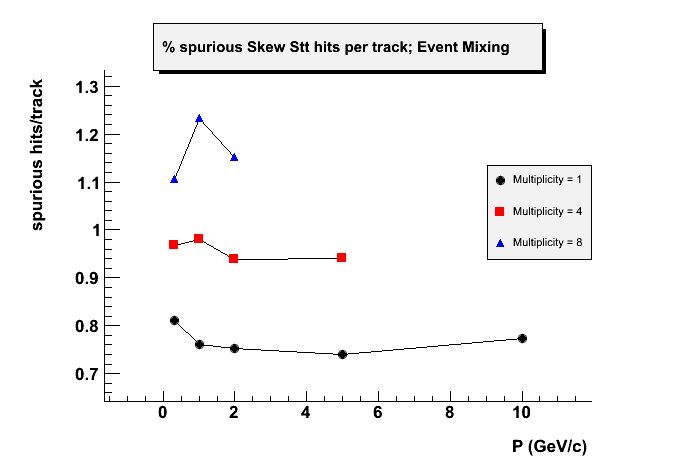 % spurious Skew Stt hits per track; Event Mixing
spurious hits/track
1.3
1.2
1.1
1
0.9
0.8
0.7
Multiplicity = 1
Multiplicity = 4
Multiplicity = 8
0 2 4 6 8 10
P (GeV/c)